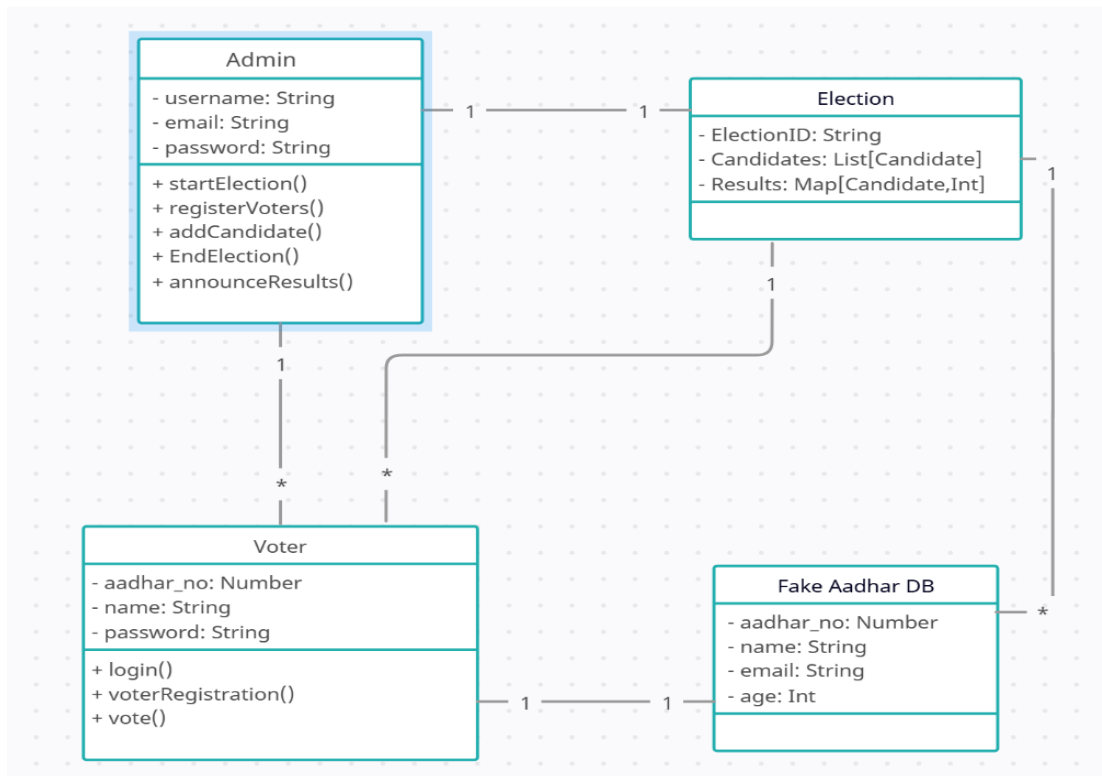 Admin
- username: String
- email: String
- password: String
+ startElection()
+ registerVoters()
+ addCandidate()
+ EndElection()
+ announceResults()
1
1
Election
- ElectionID: String
- Candidates: List[Candidate]
- Results: Map[Candidate,Int]
1
1
1
*
*
Voter
- aadhar_no: Number
- name: String
- password: String
+ login()
+ voterRegistration()
+ vote()
1
1
Fake Aadhar DB
- aadhar_no: Number
- name: String
- email: String
- age: Int
*